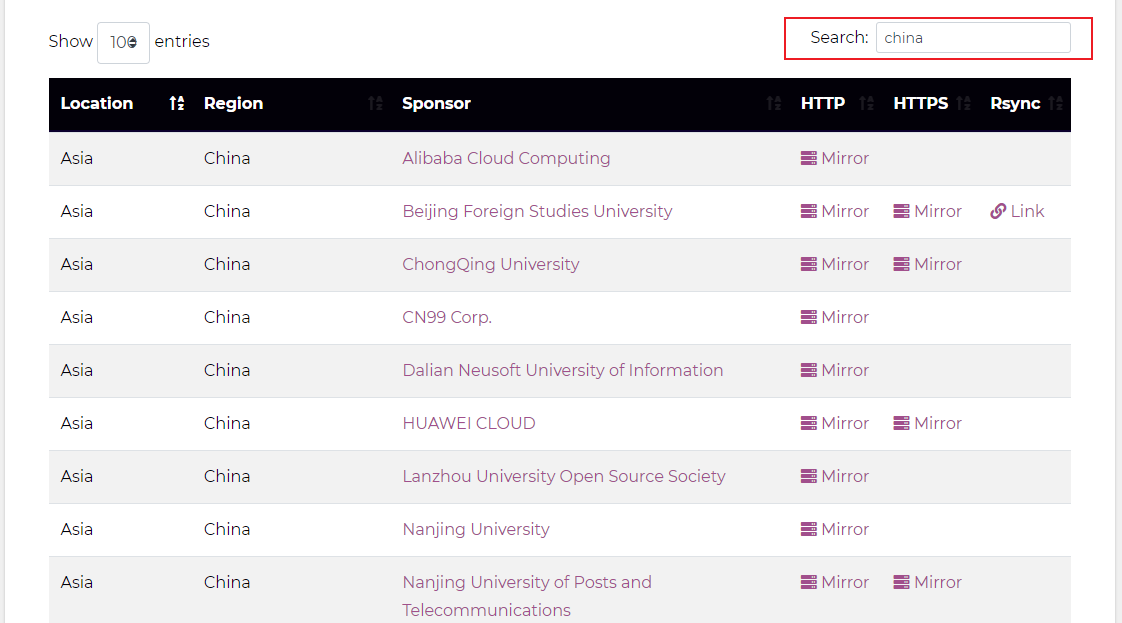 Show 100 entries Search: china
Location Region Sponsor HTTP HTTPS Rsync
Asia China Alibaba Cloud Computing Mirror
Asia China Beijing Foreign Studies University Mirror Mirror Link
Asia China ChongQing University Mirror Mirror
Asia China CN99 Corp. Mirror
Asia China Dalian Neusoft University of Information Mirror
Asia China HUAWEI CLOUD Mirror Mirror
Asia China Lanzhou University Open Source Society Mirror
Asia China Nanjing University Mirror
Asia China Nanjing University of Posts and Mirror Mirror
Telecommunications